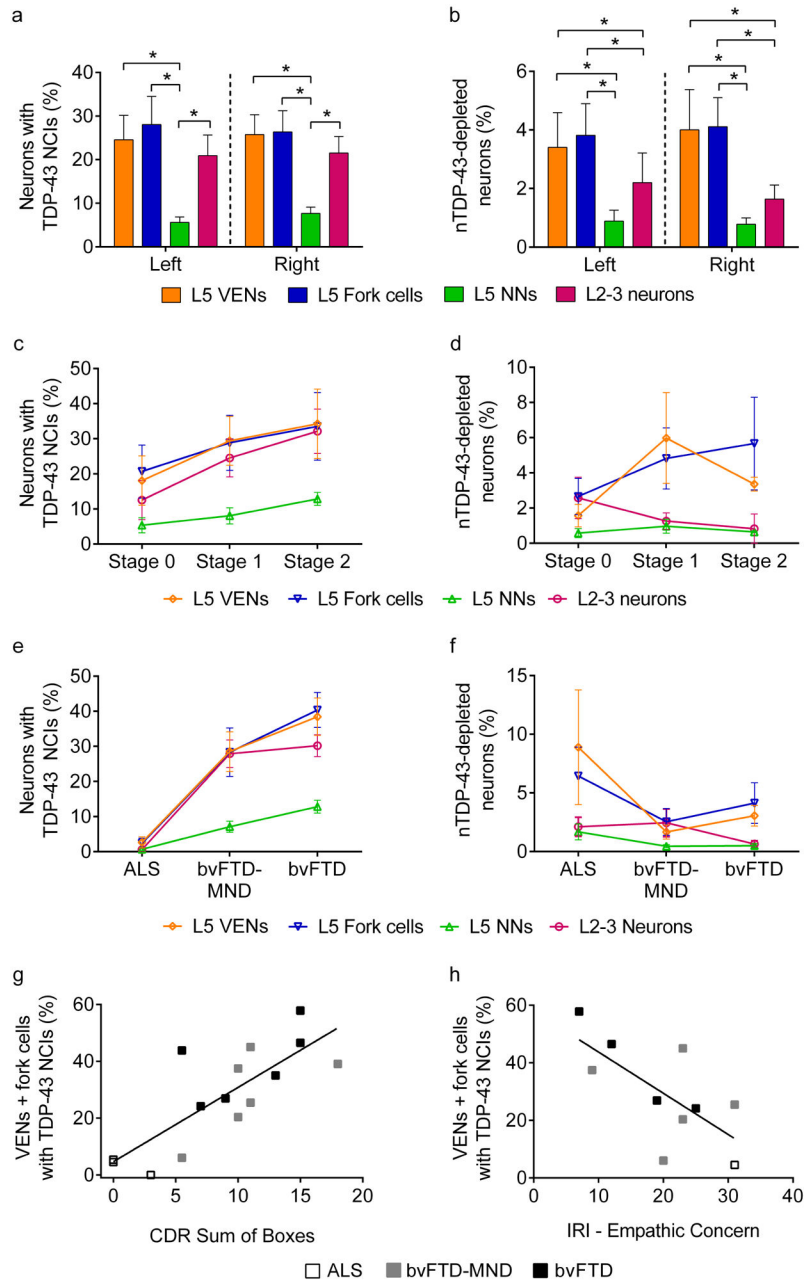 a
Neurons with
TDP-43 NCIs (%)
40
30
20
10
0
*
*
*
*
*
*
Left
Right
b
nTDP-43-depleted
neurons (%)
6
4
2
0
*
*
*
*
*
*
*
*
Left
Right
L5 VENs
L5 Fork cells
L5 NNs
L2-3 neurons
c
Neurons with
TDP-43 NCIs (%)
50
40
30
20
10
0
Stage 0 Stage 1 Stage 2
d
nTDP-43-depleted
neurons (%)
10
8
6
4
2
0
Stage 0 Stage 1 Stage 2
L5 VENs
L5 Fork cells
L5 NNs
L2-3 neurons
e
Neurons with
TDP-43 NCIs (%)
50
40
30
20
10
0
ALS bvFTD- bvFTD
MND
f
nTDP-43-depleted
neurons (%)
15
10
5
0
ALS bvFTD- bvFTD
MND
L5 VENs
L5 Fork cells
L5 NNs
L2-3 Neurons
g
VENs + fork cells
with TDP-43 NCIs (%)
60
40
20
0
0 5 10 15 20
CDR Sum of Boxes
h
VENs + fork cells
with TDP-43 NCIs (%)
60
40
20
0
0 10 20 30 40
IRI - Empathic Concern
ALS
bvFTD-MND
bvFTD